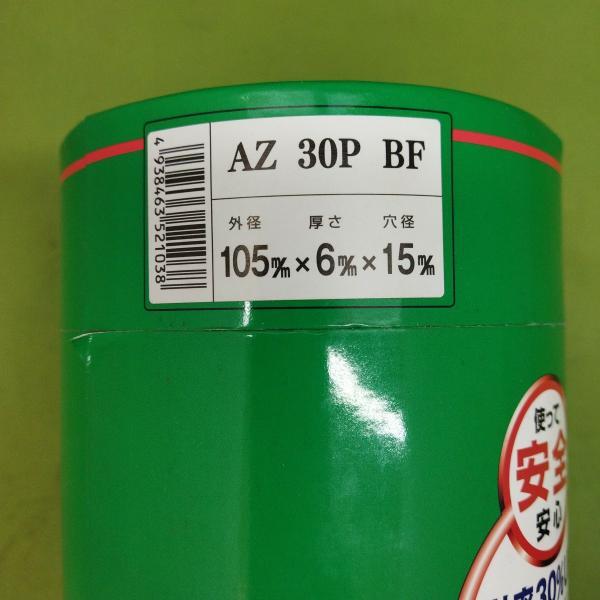 AZ 30P BF
外径 厚さ 穴径
105㎜×6㎜×15㎜
4938463521038
使って
安全
安心
30%